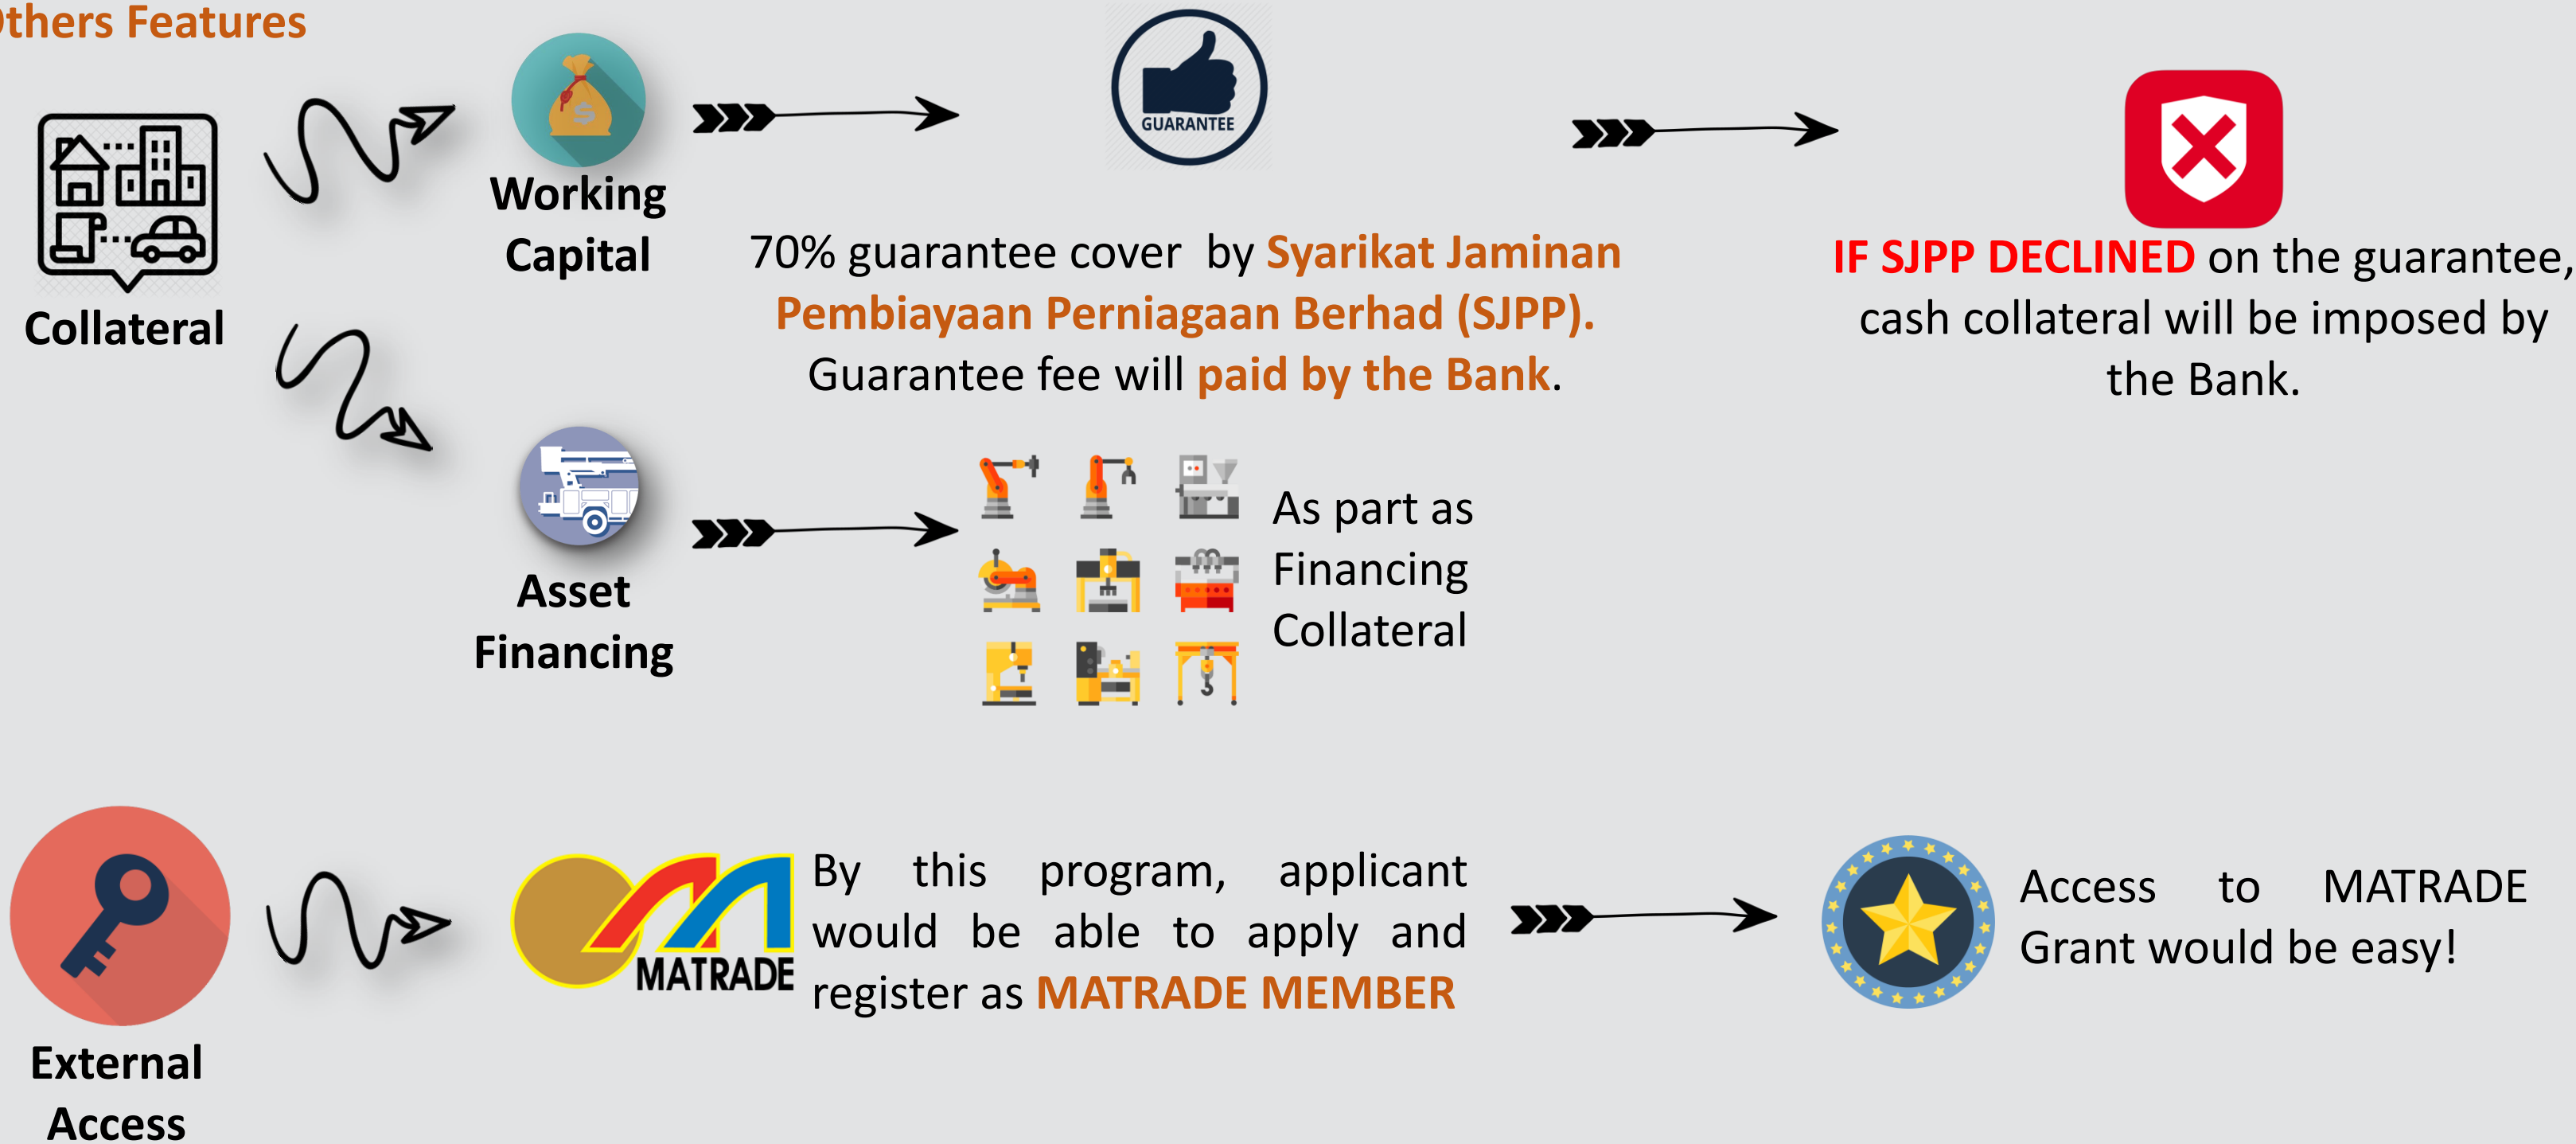 Others Features
GUARANTEE
Collateral
Working
Capital
70% guarantee cover by Syarikat Jaminan
Pembiayaan Perniagaan Berhad (SJPP).
Guarantee fee will paid by the Bank.
IF SJPP DECLINED on the guarantee,
cash collateral will be imposed by
the Bank.
Asset
Financing
As part as
Financing
Collateral
External
Access
MATRADE
By this program, applicant
would be able to apply and
register as MATRADE MEMBER
Access to MATRADE
Grant would be easy!